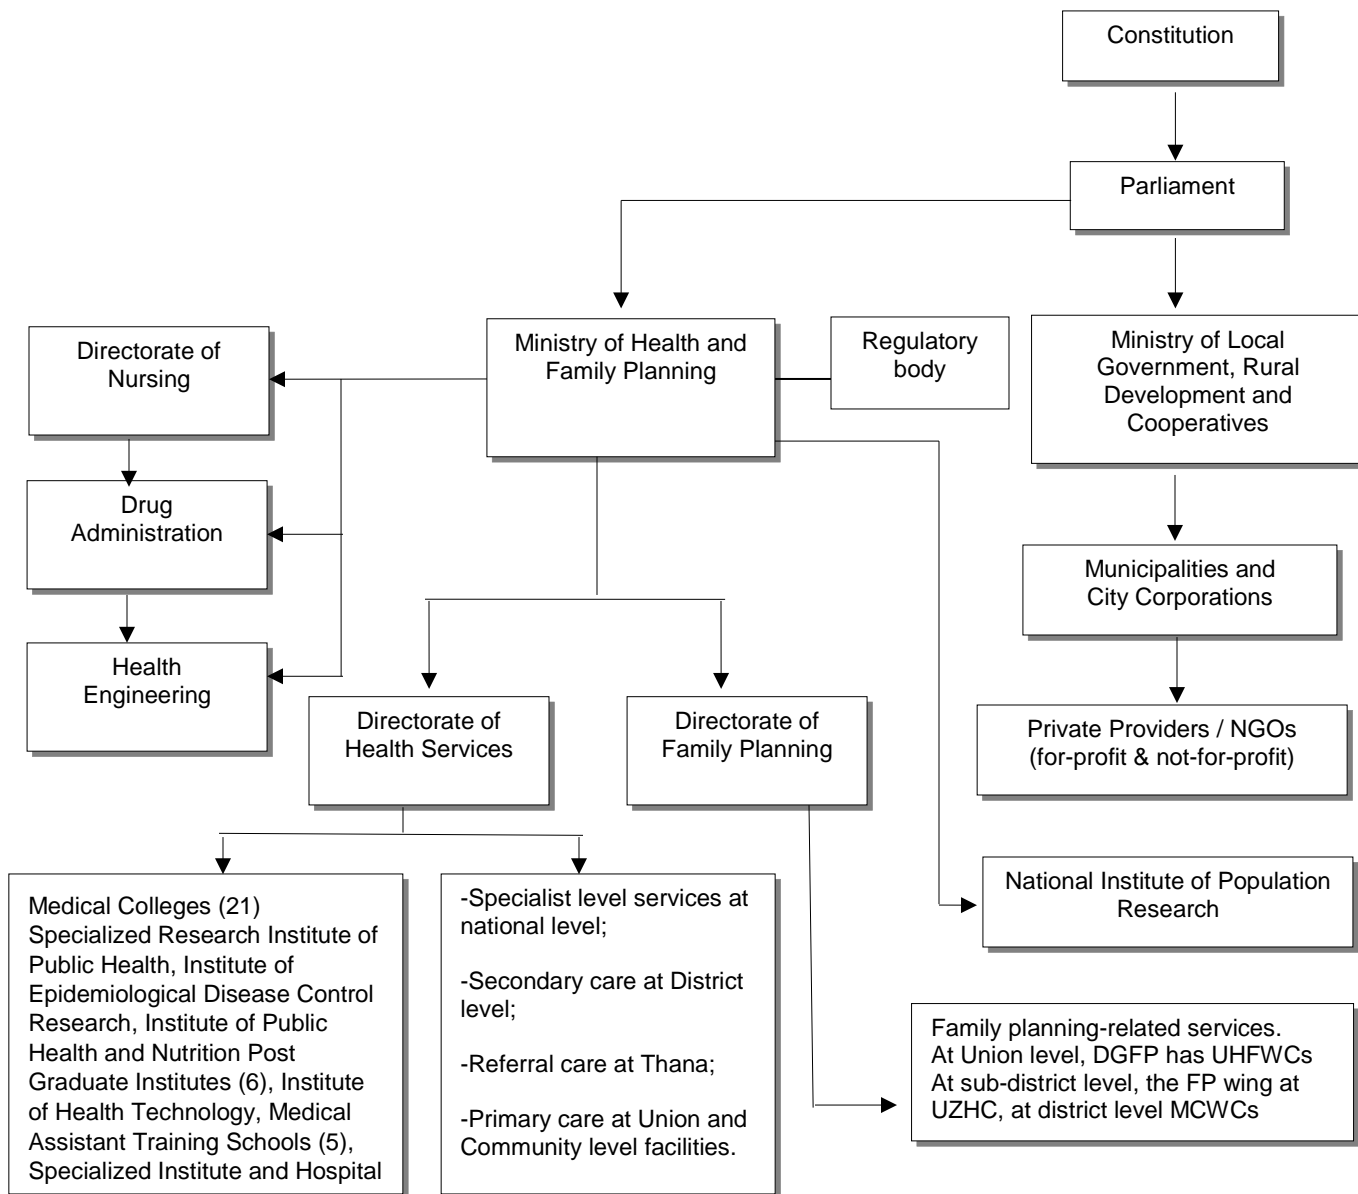 Constitution
Parliament
Directorate of
Nursing
Ministry of Health and
Family Planning
Regulatory
body
Ministry of Local
Government, Rural
Development and
Cooperatives
Drug
Administration
Municipalities and
City Corporations
Health
Engineering
Directorate of
Health Services
Directorate of
Family Planning
Private Providers / NGOs
(for-profit & not-for-profit)
Medical Colleges (21)
Specialized Research Institute of
Public Health, Institute of
Epidemiological Disease Control
Research, Institute of Public
Health and Nutrition Post
Graduate Institutes (6), Institute
of Health Technology, Medical
Assistant Training Schools (5),
Specialized Institute and Hospital
-Specialist level services at
national level;
-Secondary care at District
level;
-Referral care at Thana;
-Primary care at Union and
Community level facilities.
National Institute of Population
Research
Family planning-related services.
At Union level, DGFP has UHFWCs
At sub-district level, the FP wing at
UZHC, at district level MCWCs